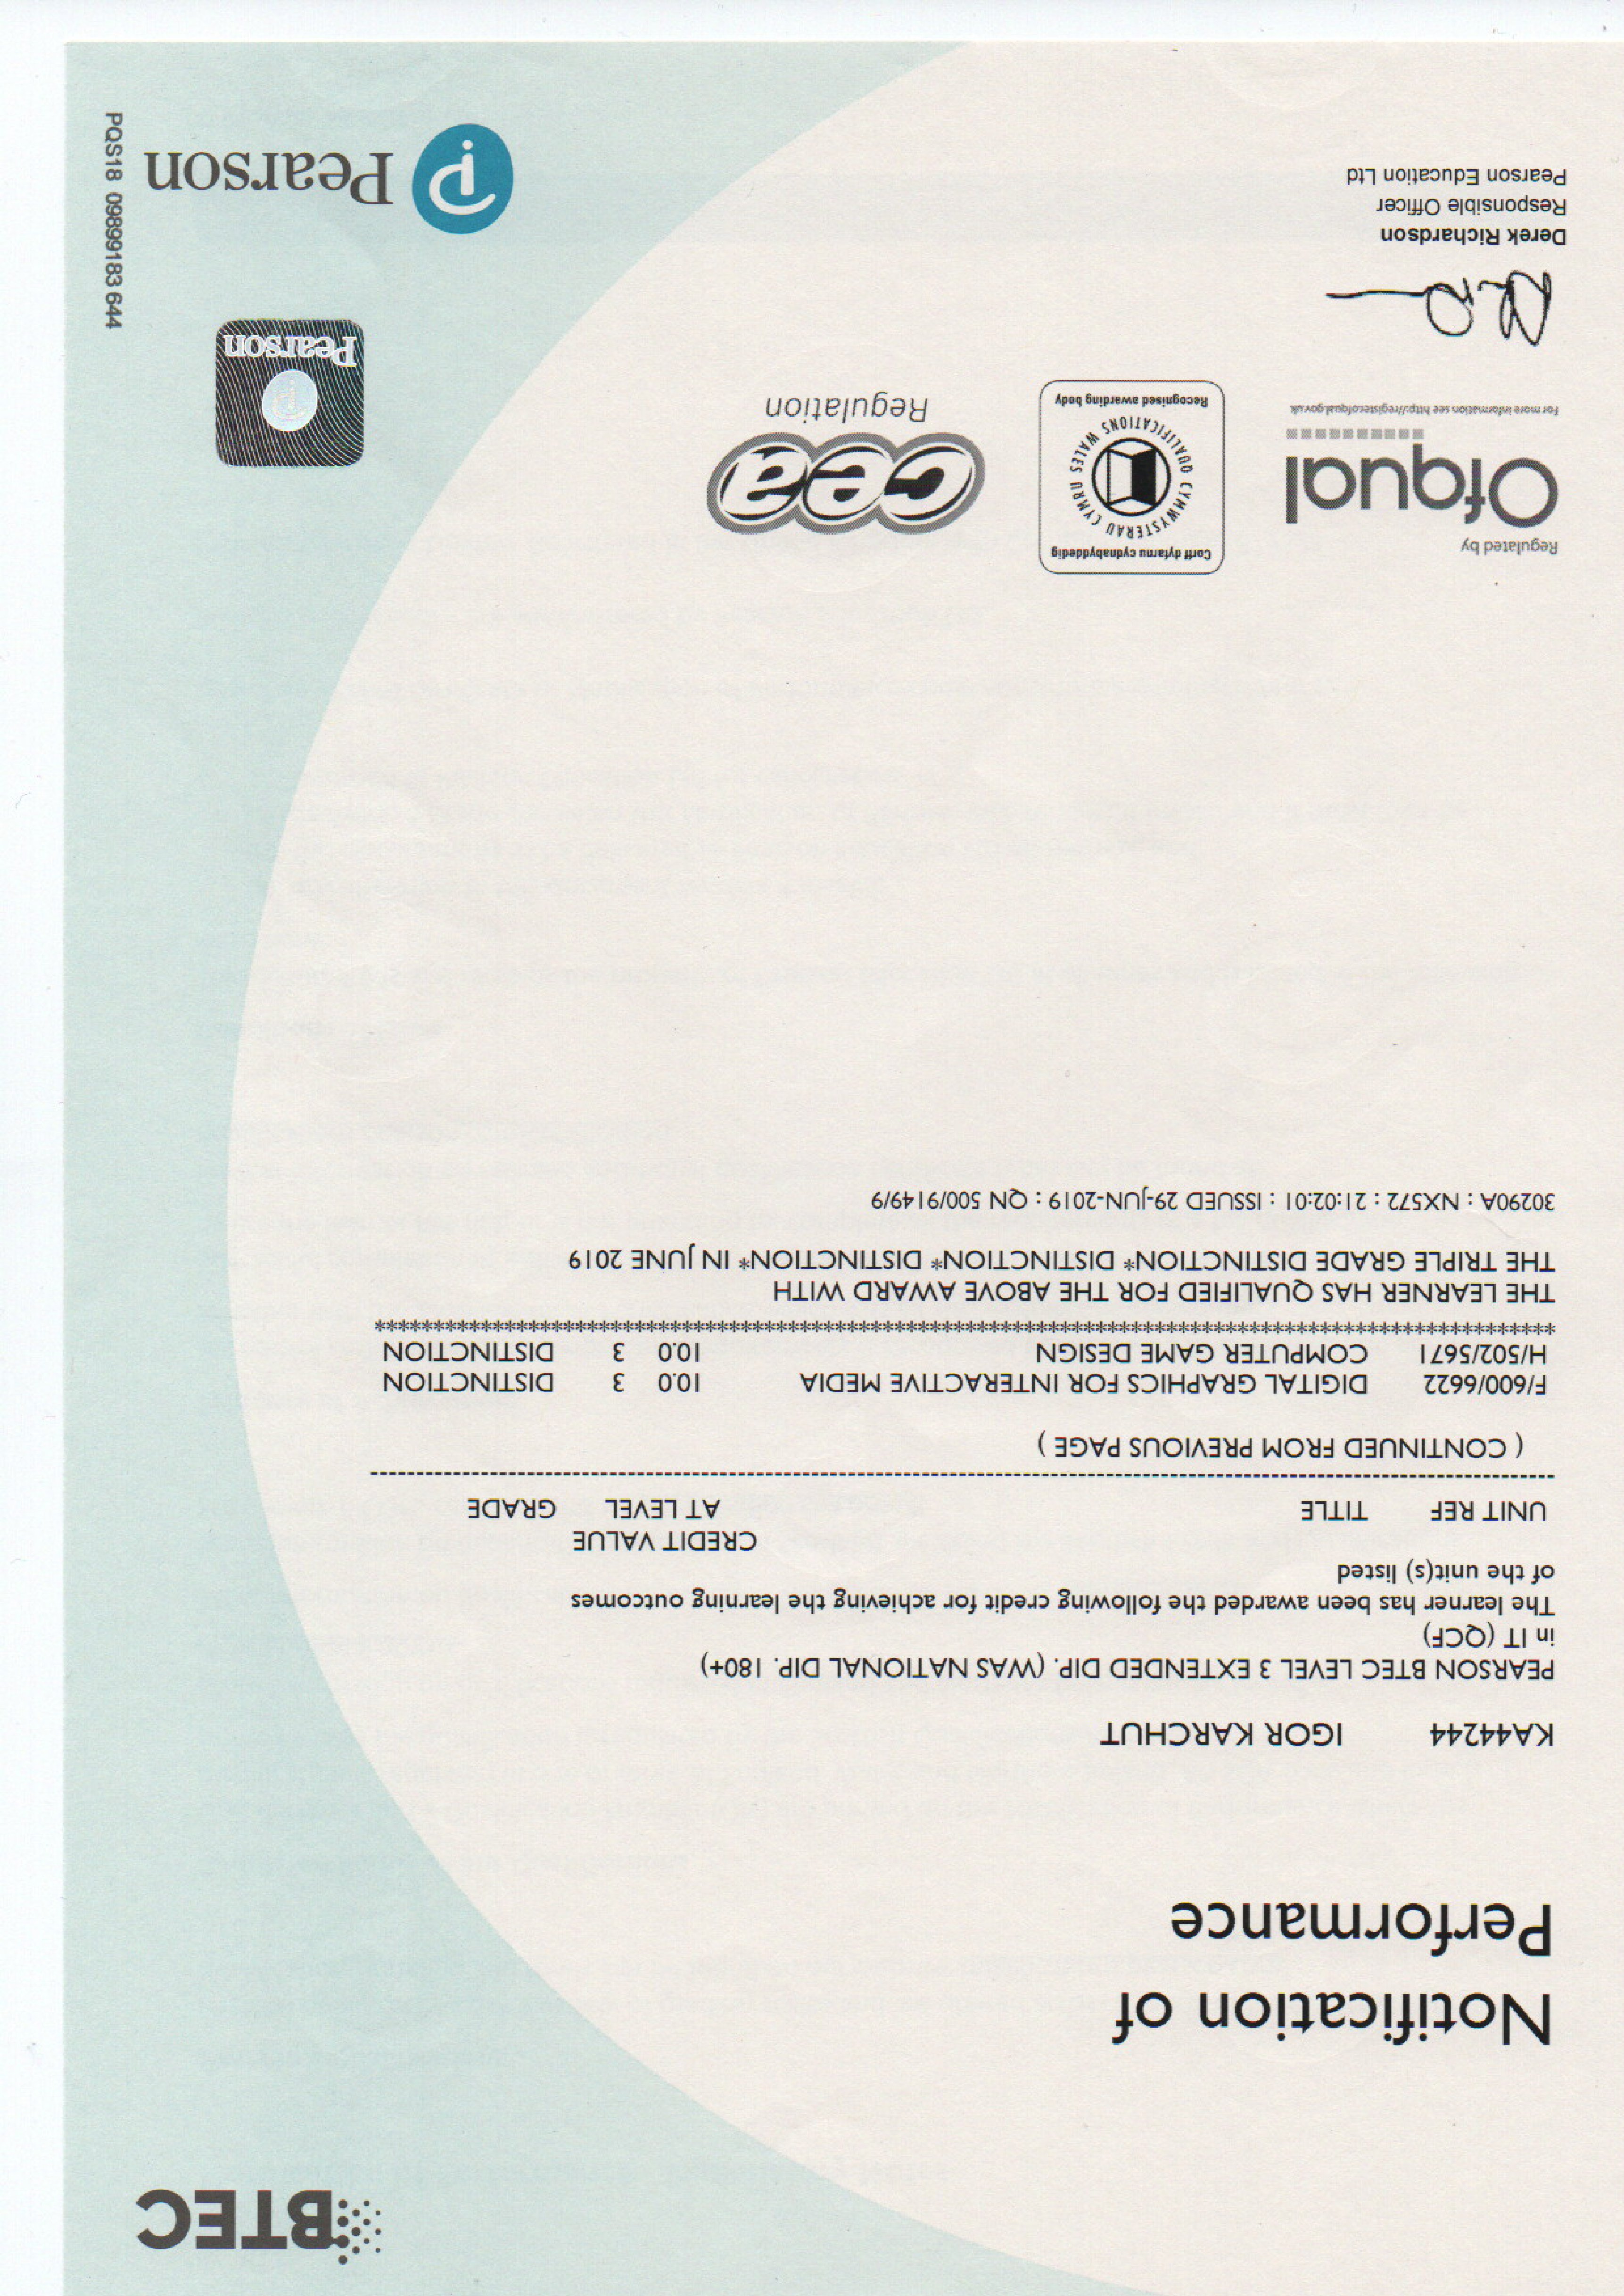 BTEC
Notification of
Performance
KA44244 IGOR KARCHUT
PEARSON BTEC LEVEL 3 EXTENDED DIP. (WAS NATIONAL DIP. 180+)
in IT (QCF)
The learner has been awarded the following credit for achieving the learning outcomes
of the unit(s) listed
CREDIT VALUE
UNIT REF TITLE AT LEVEL GRADE
( CONTINUED FROM PREVIOUS PAGE )
F/600/6622 DIGITAL GRAPHICS FOR INTERACTIVE MEDIA 10.0 3 DISTINCTION
H/502/5671 COMPUTER GAME DESIGN 10.0 3 DISTINCTION
THE LEARNER HAS QUALIFIED FOR THE ABOVE AWARD WITH
THE TRIPLE GRADE DISTINCTION* DISTINCTION* DISTINCTION* IN JUNE 2019
30290A : NX572 : 21:02:01 : ISSUED 29-JUN-2019 : QN 500/9149/9
Regulated by
Ofqual
For more information see http://register.ofqual.gov.uk
Corff dyfarnu cydnabyddedig
CYMWYSTERAU CYMRU
QUALIFICATIONS WALES
Recognised awarding body
cea
Regulation
Pearson
Derek Richardson
Responsible Officer
Pearson Education Ltd
Pearson
PQS18 09899183 644